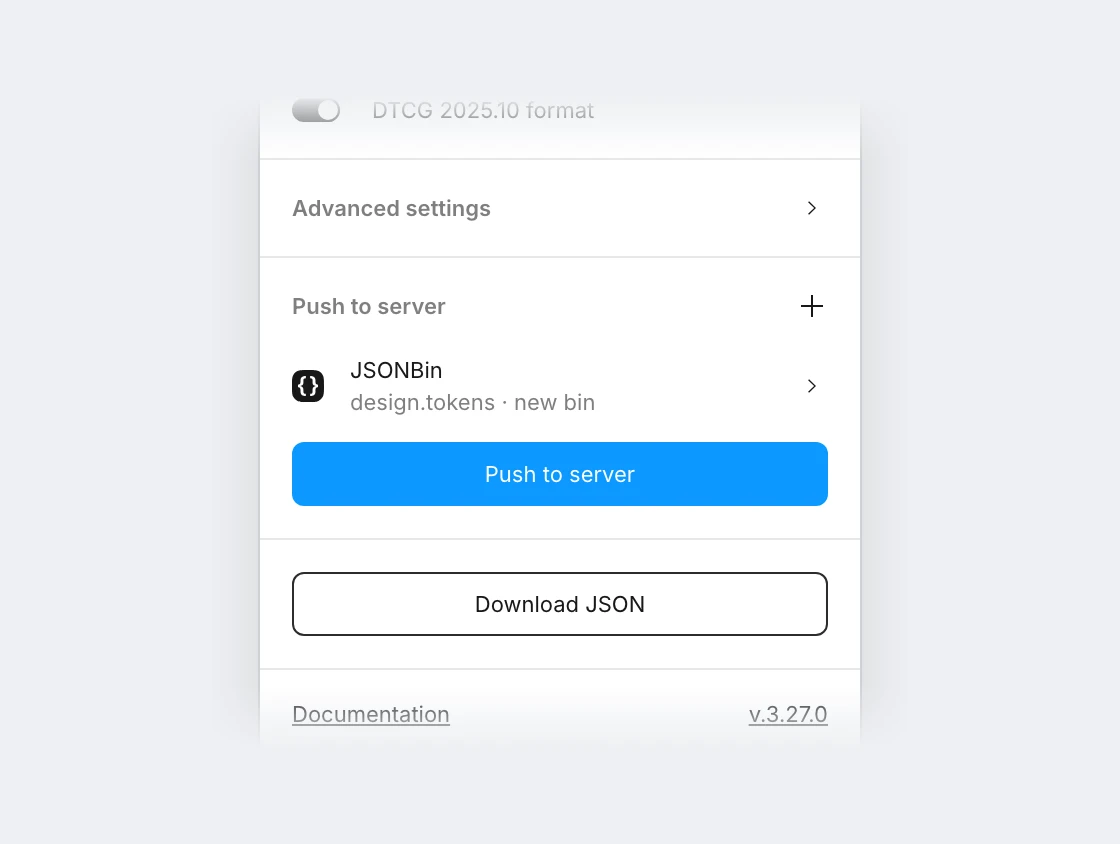 DTCG 2025.10 format
Advanced settings
Push to server
JSONBin
design.tokens · new bin
Push to server
Download JSON
Documentation
v.3.27.0